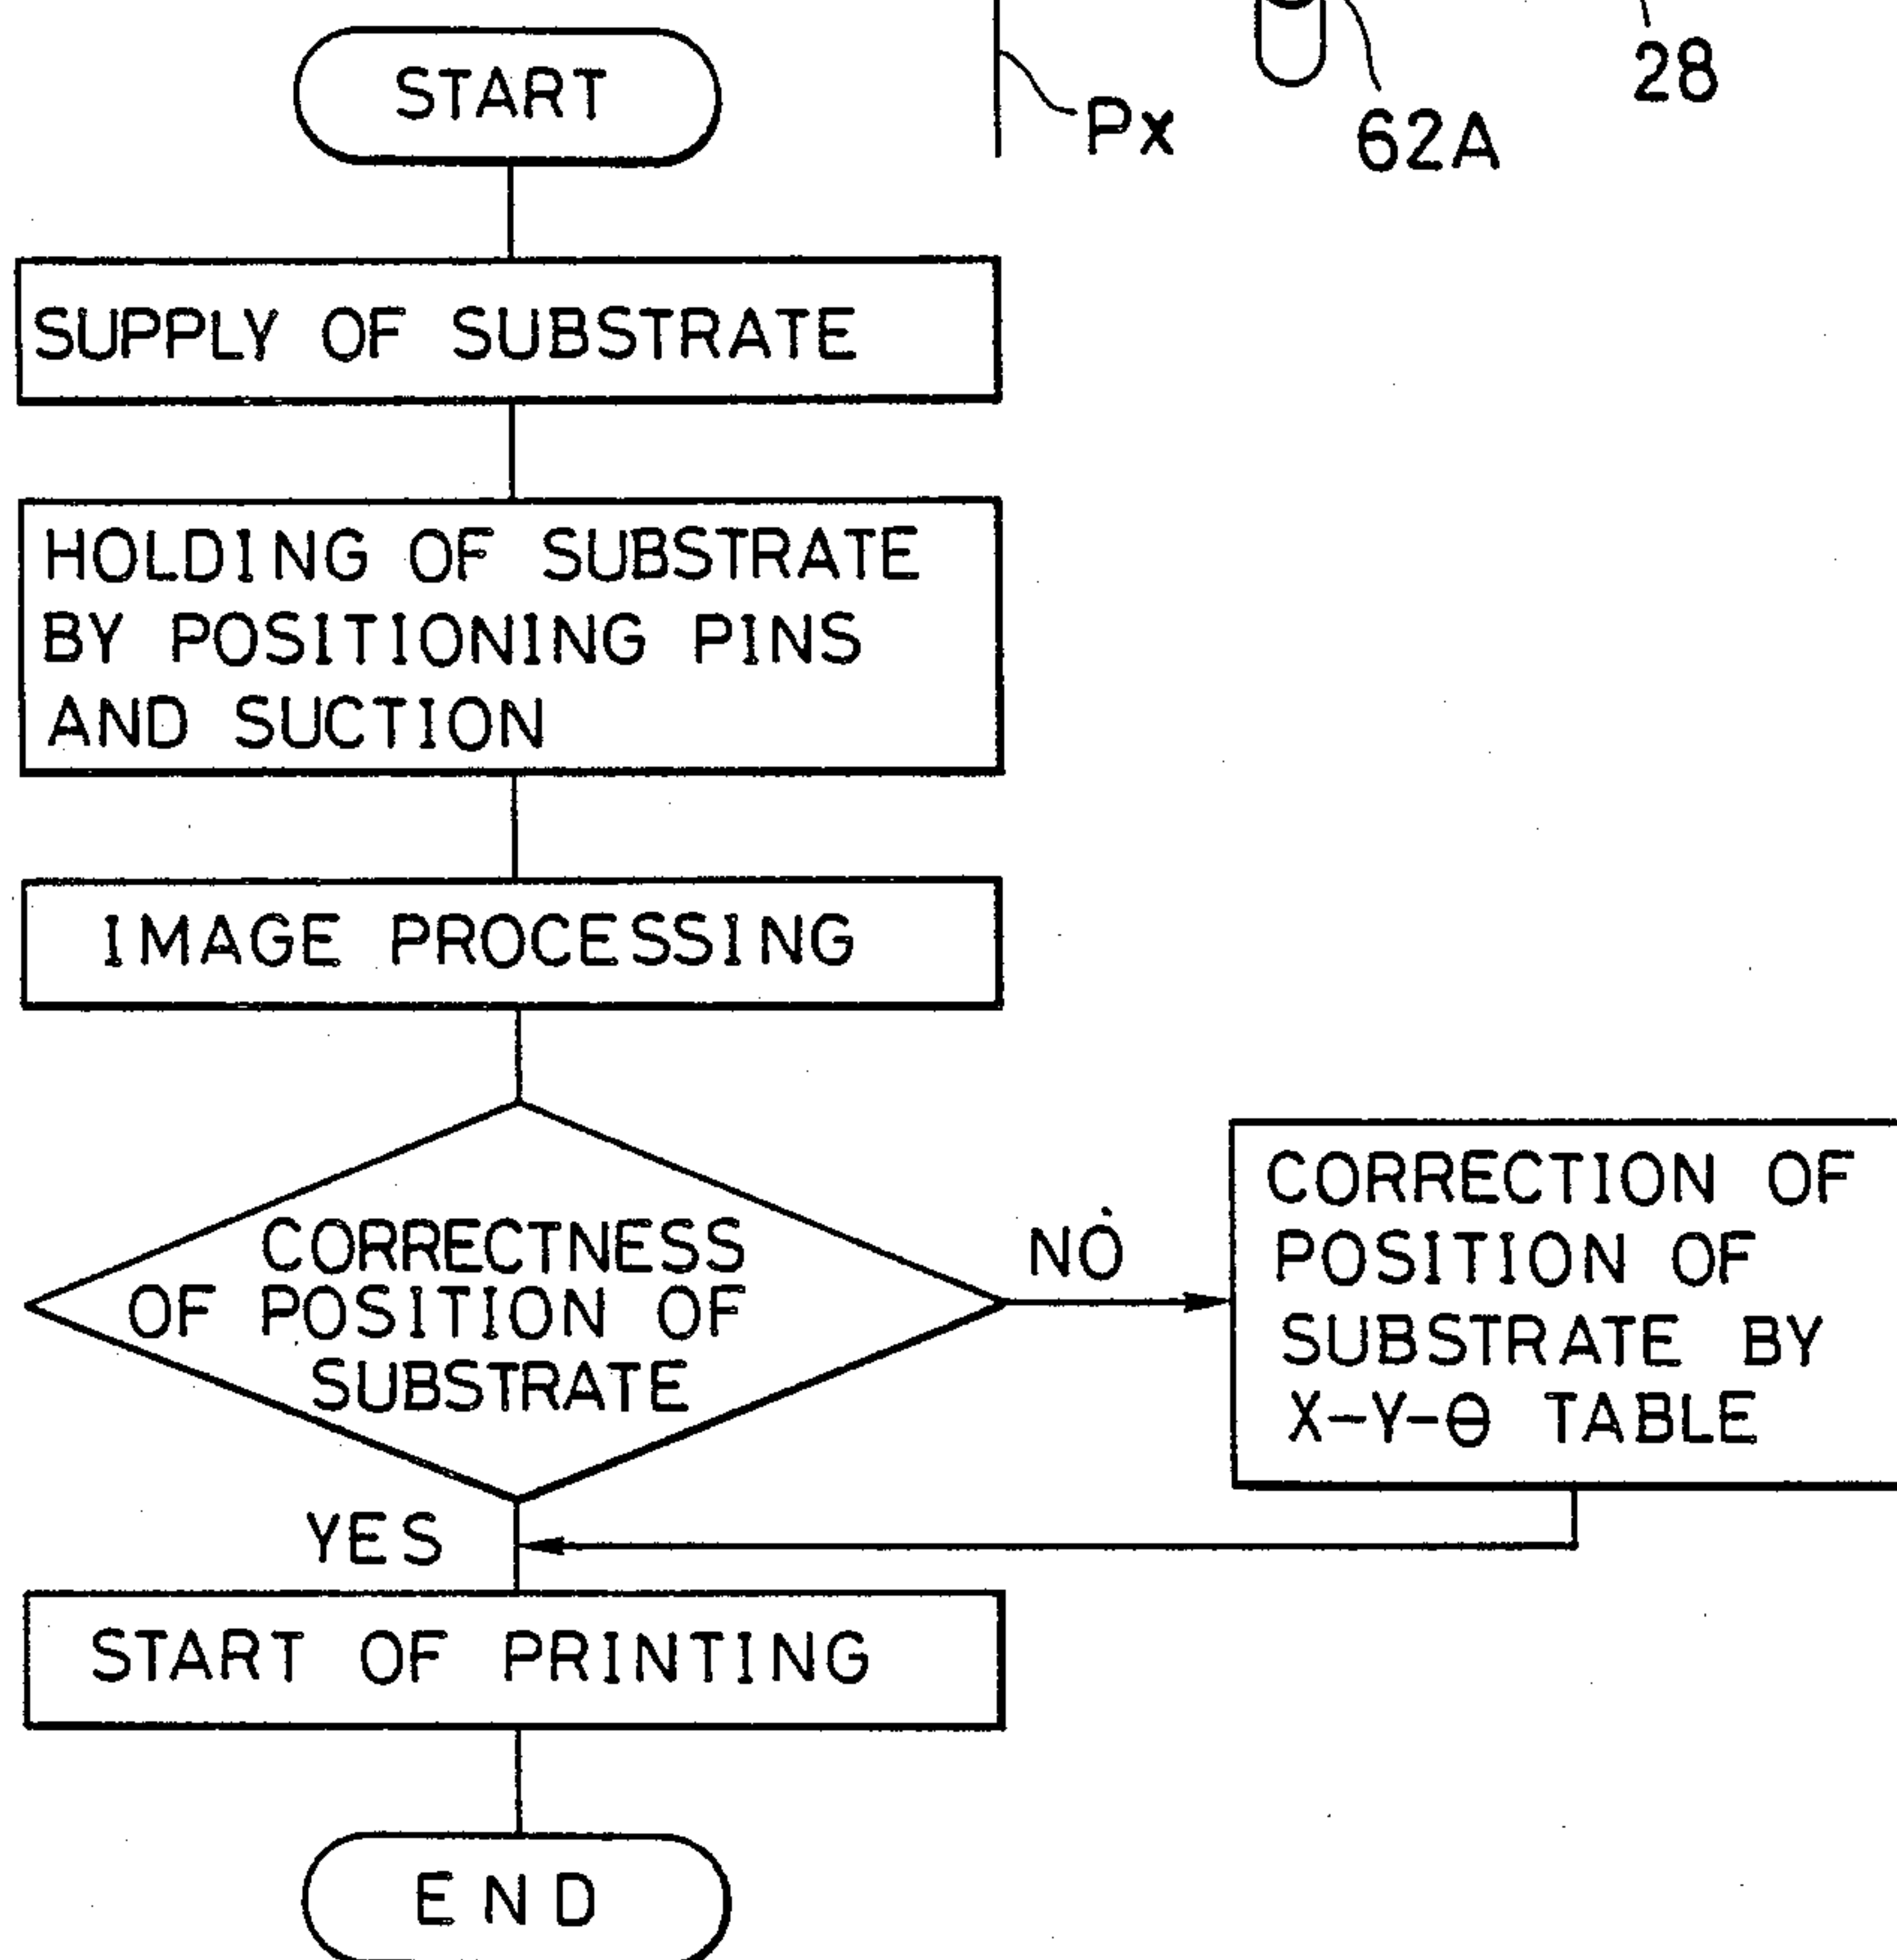 START
Px
62A
28
SUPPLY OF SUBSTRATE
HOLDING OF SUBSTRATE
BY POSITIONING PINS
AND SUCTION
IMAGE PROCESSING
CORRECTNESS
OF POSITION OF
SUBSTRATE
NO
CORRECTION OF
POSITION OF
SUBSTRATE BY
X-Y-θ TABLE
YES
START OF PRINTING
END